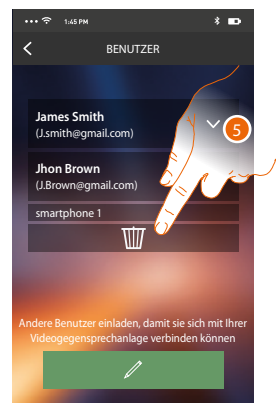 1:45 PM
BENUTZER
James Smith
(J.smith@gmail.com)
5
Jhon Brown
(J.Brown@gmail.com)
smartphone 1
Andere Benutzer einladen, damit sie sich mit Ihrer
Videogegensprechanlage verbinden können